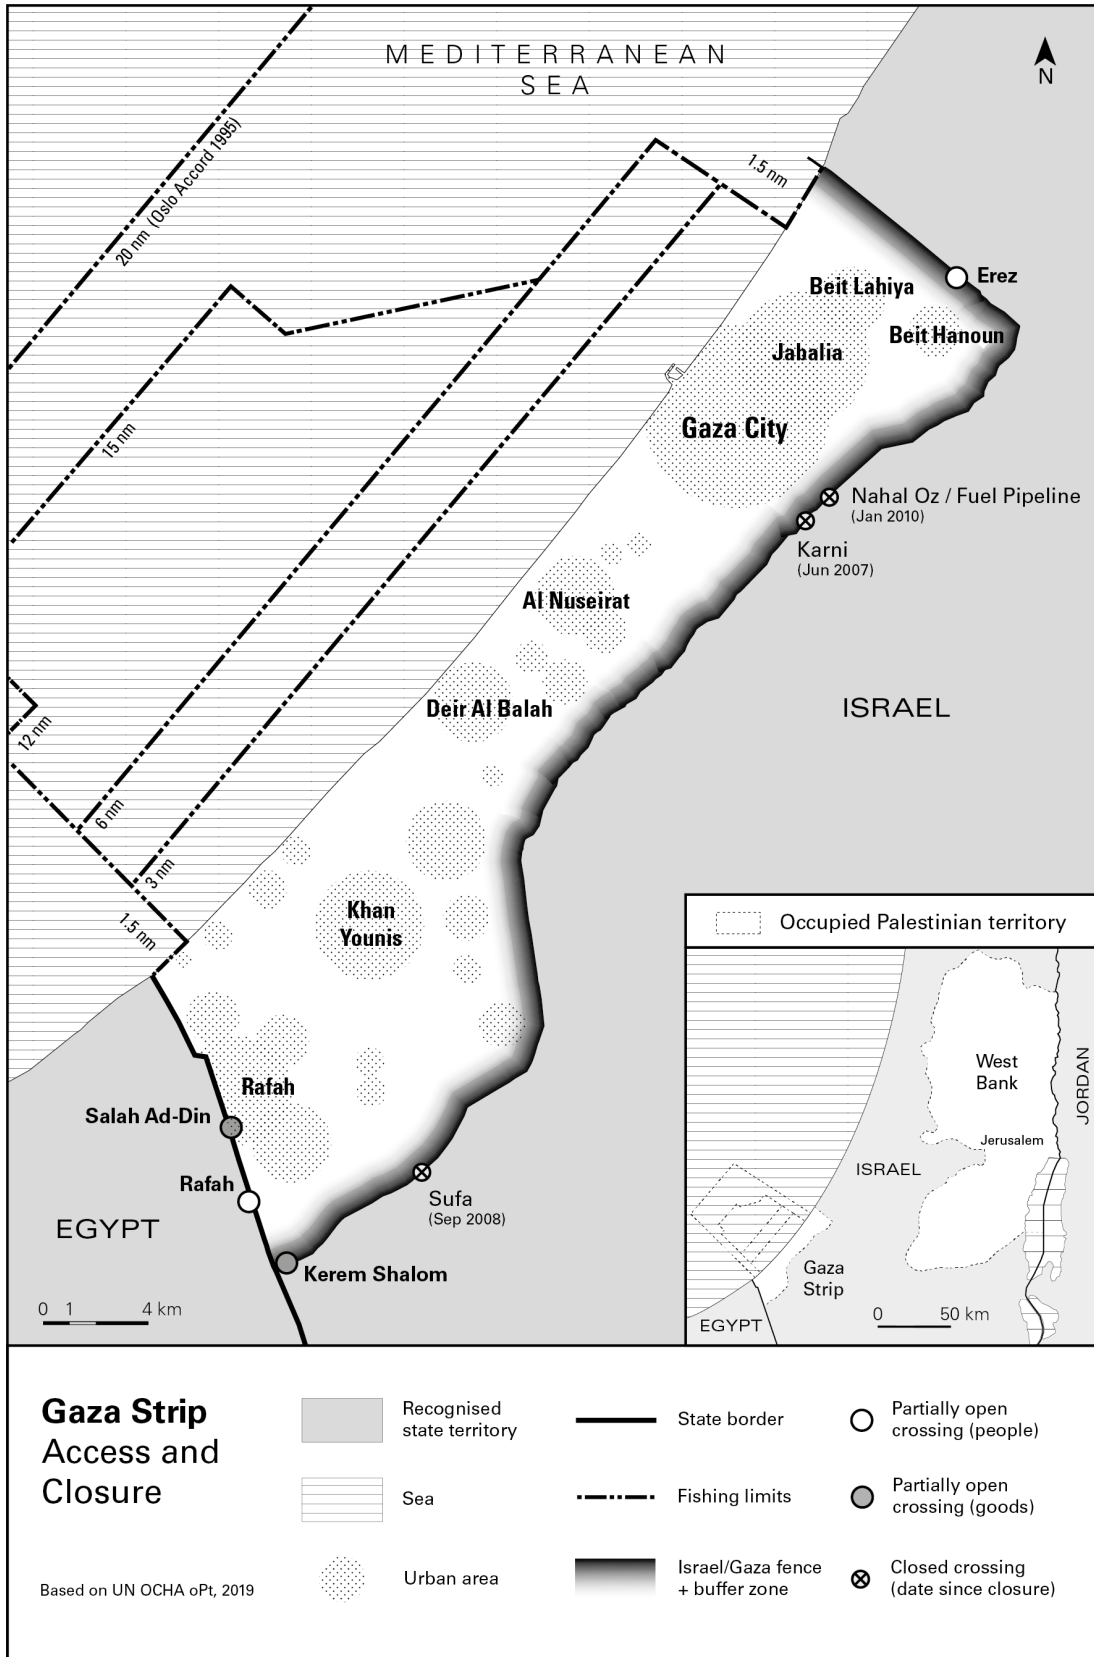 MEDITERRANEAN
SEA
N
20 nm (Oslo Accord 1995)
1.5 nm
Erez
Beit Lahiya
Beit Hanoun
Jabalia
15 nm
Gaza City
Nahal Oz / Fuel Pipeline
(Jan 2010)
Karni
(Jun 2007)
Al Nuseirat
Deir Al Balah
ISRAEL
12 nm
6 nm
3 nm
1.5 nm
Khan
Younis
Rafah
Salah Ad-Din
Rafah
Sufa
(Sep 2008)
EGYPT
Kerem Shalom
0 1 4 km
Occupied Palestinian territory
West
Bank
JORDAN
Jerusalem
ISRAEL
Gaza
Strip
0 50 km
EGYPT
Gaza Strip
Access and
Closure
Based on UN OCHA oPt, 2019
Recognised
state territory
Sea
Urban area
State border
Fishing limits
Israel/Gaza fence
+ buffer zone
Partially open
crossing (people)
Partially open
crossing (goods)
Closed crossing
(date since closure)